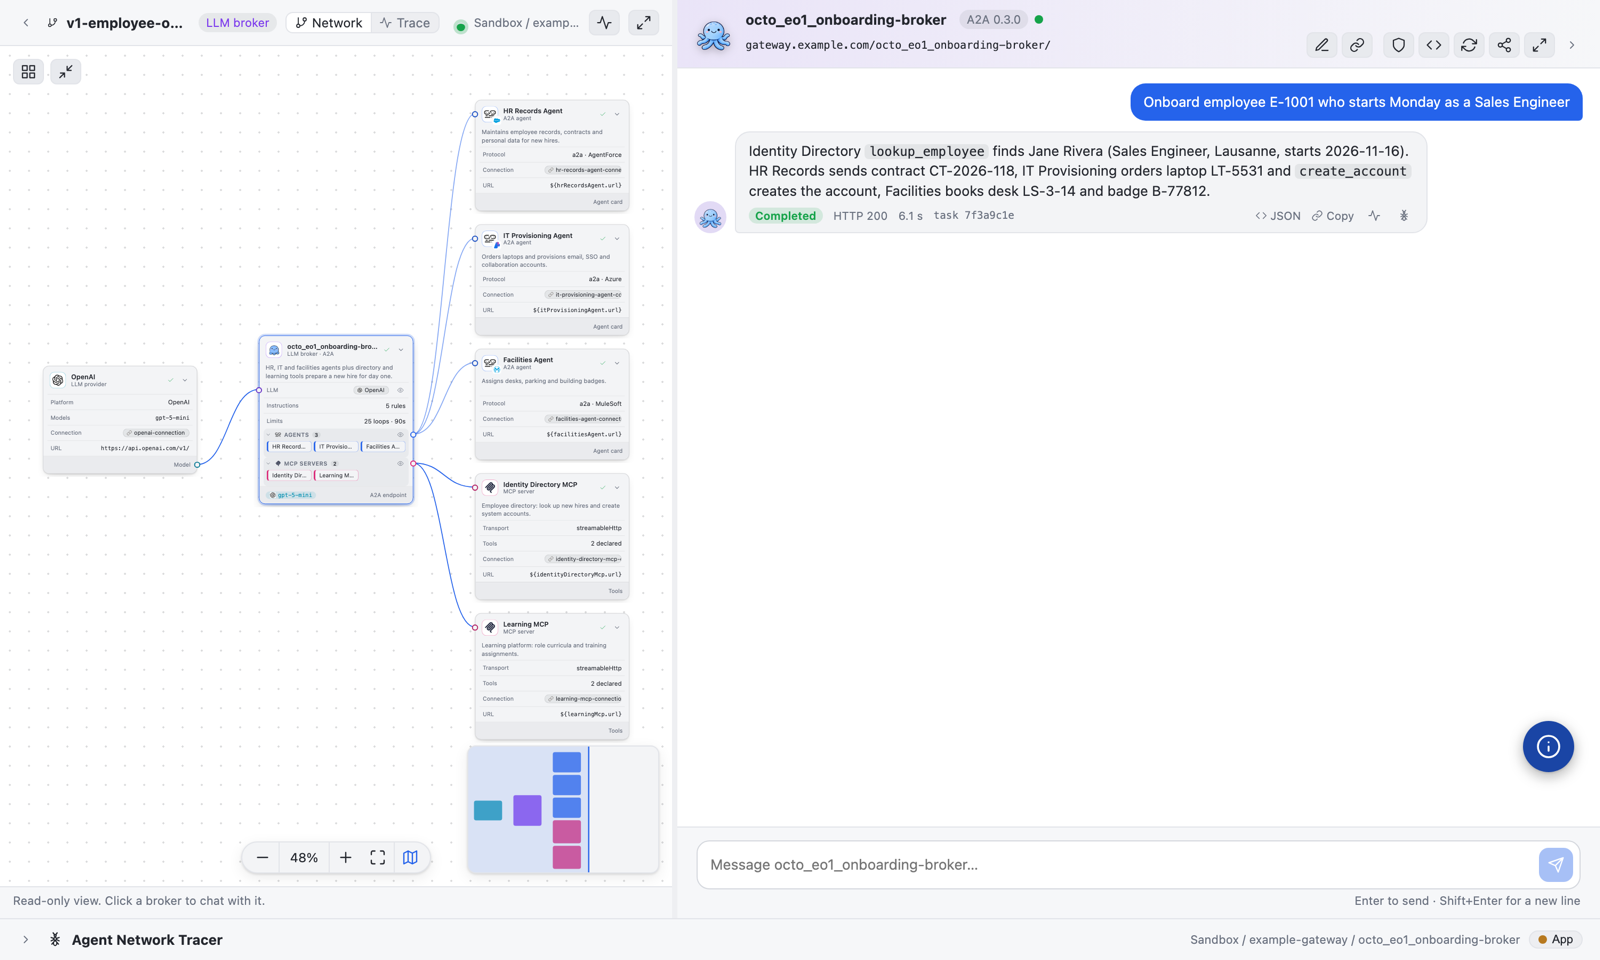 v1-employee-o...
LLM broker
Network
Trace
Sandbox / examp...
octo_eo1_onboarding-broker
A2A 0.3.0
gateway.example.com/octo_eo1_onboarding-broker/
Onboard employee E-1001 who starts Monday as a Sales Engineer
Identity Directory lookup_employee finds Jane Rivera (Sales Engineer, Lausanne, starts 2026-11-16).
HR Records sends contract CT-2026-118, IT Provisioning orders laptop LT-5531 and create_account
creates the account, Facilities books desk LS-3-14 and badge B-77812.
Completed HTTP 200 6.1 s task 7f3a9c1e
JSON Copy
OpenAI
LLM provider
Platform OpenAI
Models gpt-5-mini
Connection openai-connection
URL https://api.openai.com/v1/
Model
octo_eo1_onboarding-bro...
LLM broker · A2A
HR, IT and facilities agents plus directory and
learning tools prepare a new hire for day one.
LLM OpenAI
Instructions 5 rules
Limits 25 loops · 90s
AGENTS 3
HR Record... IT Provisio... Facilities A...
MCP SERVERS 2
Identity Dir... Learning M...
gpt-5-mini A2A endpoint
HR Records Agent
A2A agent
Maintains employee records, contracts and
personal data for new hires.
Protocol a2a · AgentForce
Connection hr-records-agent-conne
URL ${hrRecordsAgent.url}
Agent card
IT Provisioning Agent
A2A agent
Orders laptops and provisions email, SSO and
collaboration accounts.
Protocol a2a · Azure
Connection it-provisioning-agent-cc
URL ${itProvisioningAgent.url}
Agent card
Facilities Agent
A2A agent
Assigns desks, parking and building badges.
Protocol a2a · MuleSoft
Connection facilities-agent-connect
URL ${facilitiesAgent.url}
Agent card
Identity Directory MCP
MCP server
Employee directory: look up new hires and create
system accounts.
Transport streamableHttp
Tools 2 declared
Connection identity-directory-mcp-
URL ${identityDirectoryMcp.url}
Tools
Learning MCP
MCP server
Learning platform: role curricula and training
assignments.
Transport streamableHttp
Tools 2 declared
Connection learning-mcp-connectio
URL ${learningMcp.url}
Tools
48%
Read-only view. Click a broker to chat with it.
Message octo_eo1_onboarding-broker...
Enter to send · Shift+Enter for a new line
Agent Network Tracer
Sandbox / example-gateway / octo_eo1_onboarding-broker
App